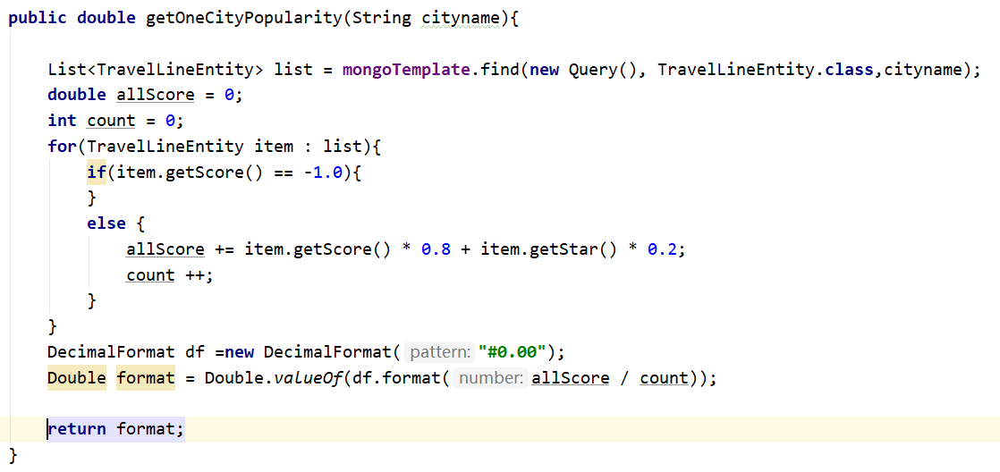 public double getOneCityPopularity(String cityname){
List<TravelLineEntity> list = mongoTemplate.find(new Query(), TravelLineEntity.class,cityname);
double allScore = 0;
int count = 0;
for(TravelLineEntity item : list){
if(item.getScore() == -1.0){
}
else {
allScore += item.getScore() * 0.8 + item.getStar() * 0.2;
count ++;
}
}
DecimalFormat df =new DecimalFormat( pattern: "#0.00");
Double format = Double.valueOf(df.format( number: allScore / count));
return format;
}